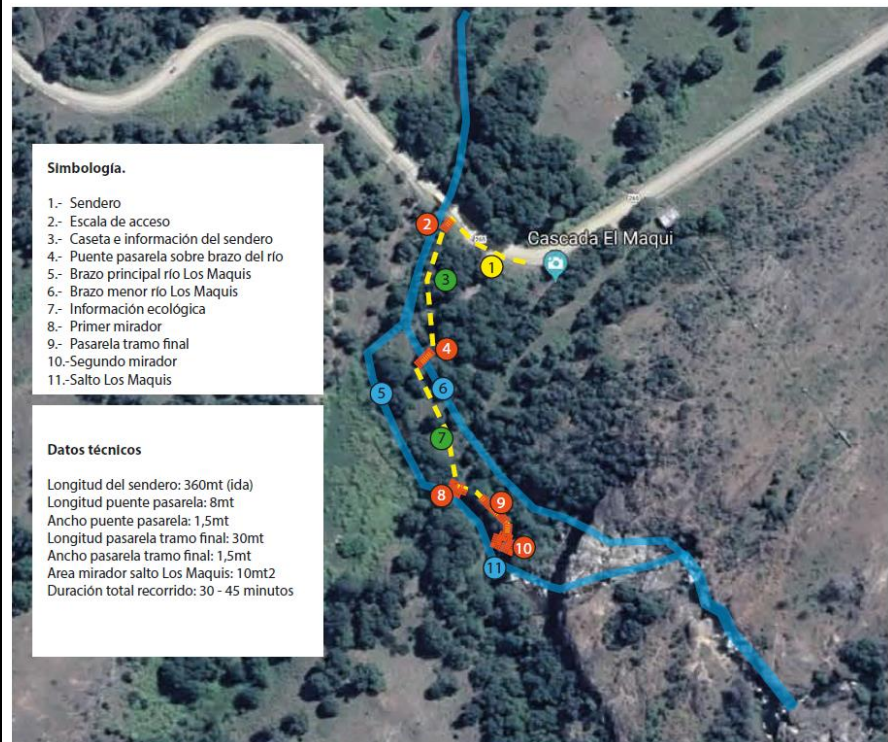 Simbología.
1.- Sendero
2.- Escala de acceso
3.- Caseta e información del sendero
4.- Puente pasarela sobre brazo del río
5.- Brazo principal río Los Maquis
6.- Brazo menor río Los Maquis
7.- Información ecológica
8.- Primer mirador
9.- Pasarela tramo final
10.-Segundo mirador
11.-Salto Los Maquis
Datos técnicos
Longitud del sendero: 360mt (ida)
Longitud puente pasarela: 8mt
Ancho puente pasarela: 1,5mt
Longitud pasarela tramo final: 30mt
Ancho pasarela tramo final: 1,5mt
Area mirador salto Los Maquis: 10mt2
Duración total recorrido: 30 - 45 minutos
265
2
265
Cascada El Maqui
1
3
4
5
6
7
8
9
10
11